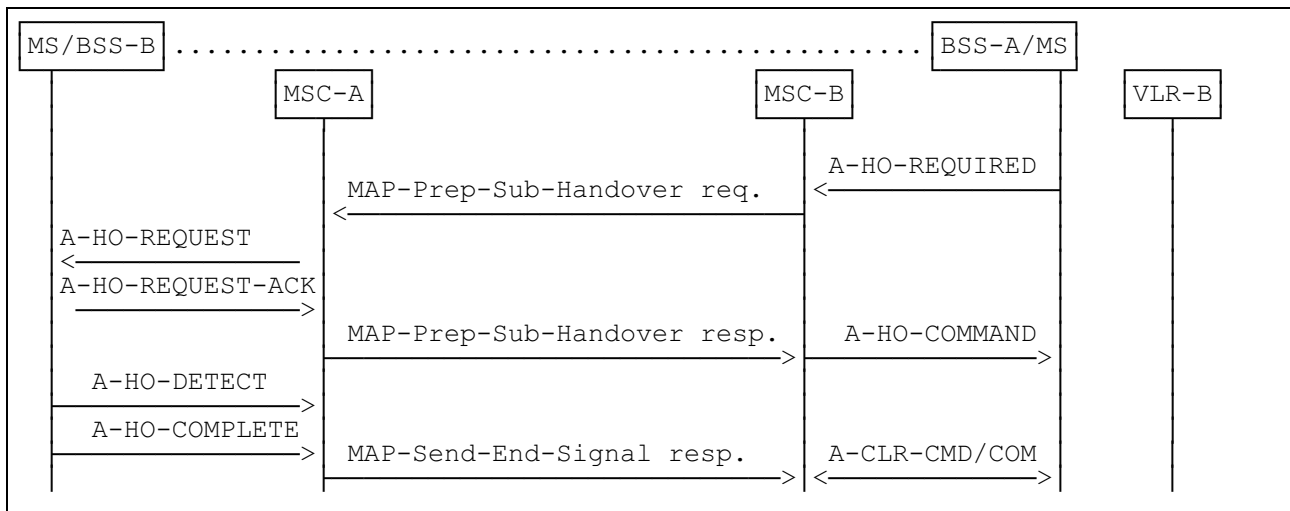 MS/BSS-B BSS-A/MS
MSC-A MSC-B VLR-B
A-HO-REQUIRED
MAP-Prep-Sub-Handover req.
A-HO-REQUEST
A-HO-REQUEST-ACK
MAP-Prep-Sub-Handover resp. A-HO-COMMAND
A-HO-DETECT
A-HO-COMPLETE
MAP-Send-End-Signal resp. A-CLR-CMD/COM